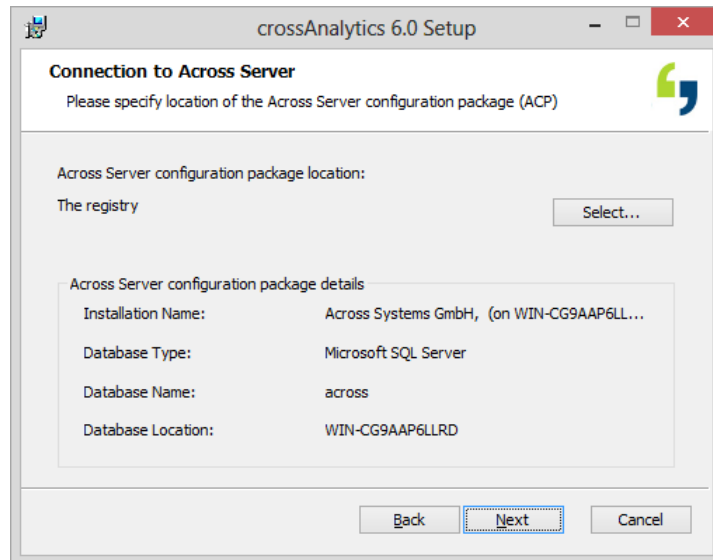 crossAnalytics 6.0 Setup
Connection to Across Server
Please specify location of the Across Server configuration package (ACP)
Across Server configuration package location:
The registry
Select...
Across Server configuration package details
Installation Name: Across Systems GmbH, (on WIN-CG9AAP6LL...
Database Type: Microsoft SQL Server
Database Name: across
Database Location: WIN-CG9AAP6LLRD
Back Next Cancel